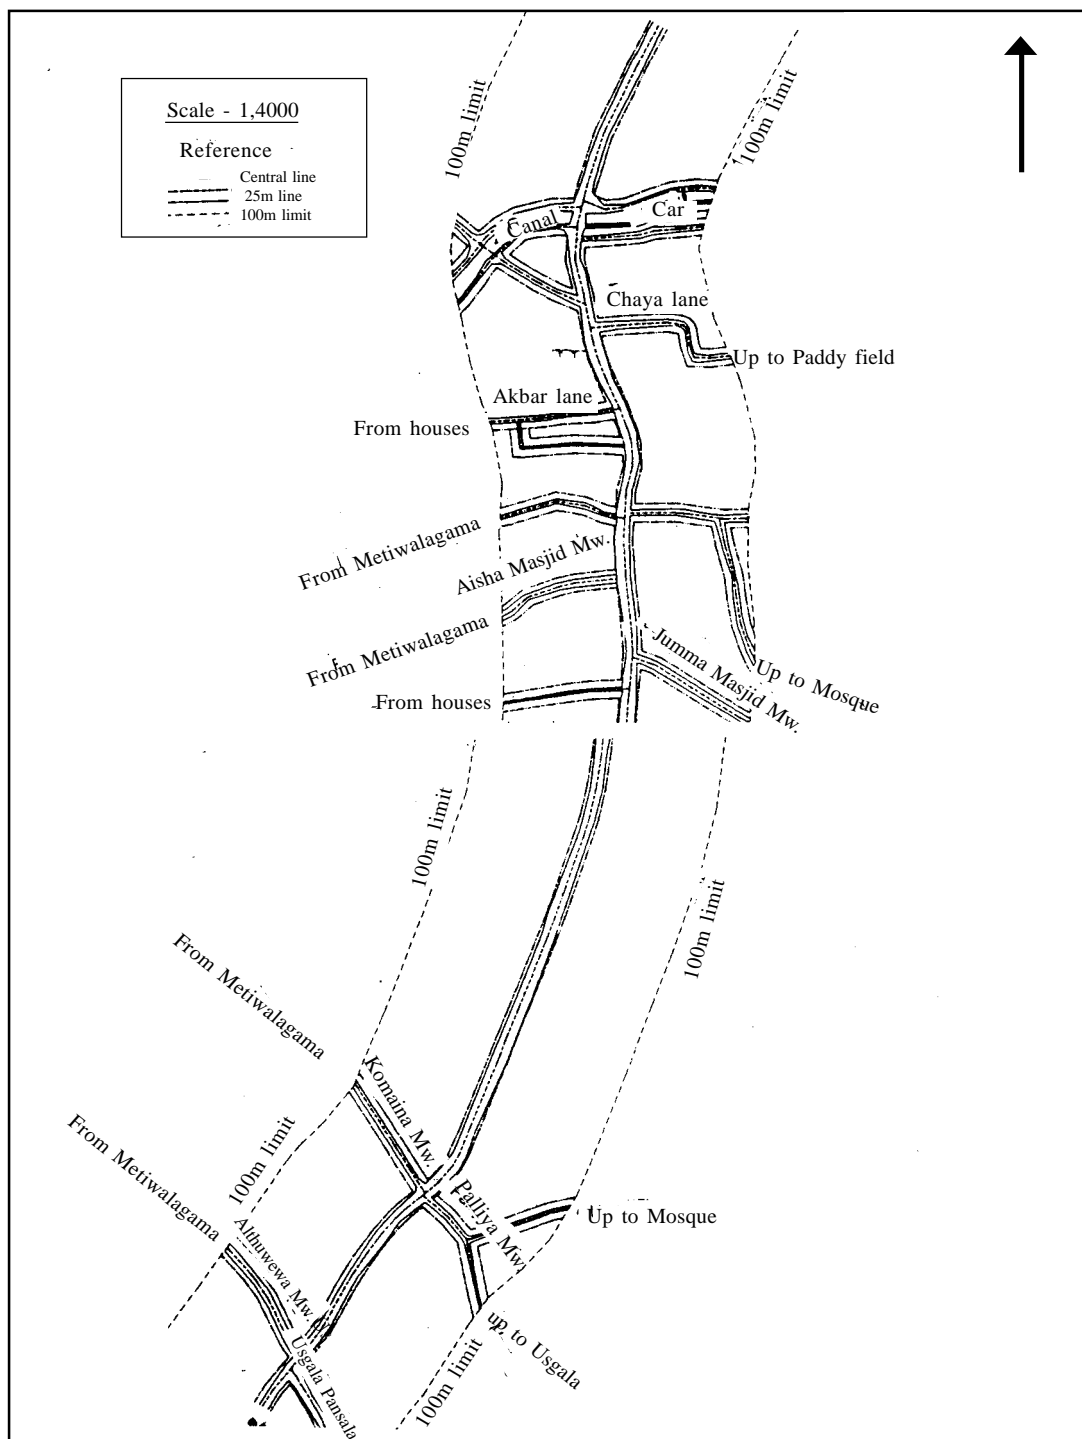 Scale - 1,4000
Reference
Central line
25m line
100m limit
100m limit
100m limit
Canal
Car
Chaya lane
Up to Paddy field
Akbar lane
From houses
From Metiwalagama
Aisha Masjid Mw.
From Metiwalagama
Jumma Masjid Mw.
Up to Mosque
From houses
100m limit
100m limit
From Metiwalagama
Komaina Mw.
From Metiwalagama
100m limit
Althuwewa Mw.
Palliya Mw.
Up to Mosque
up to Usgala
Usgala Pansala
100m limit